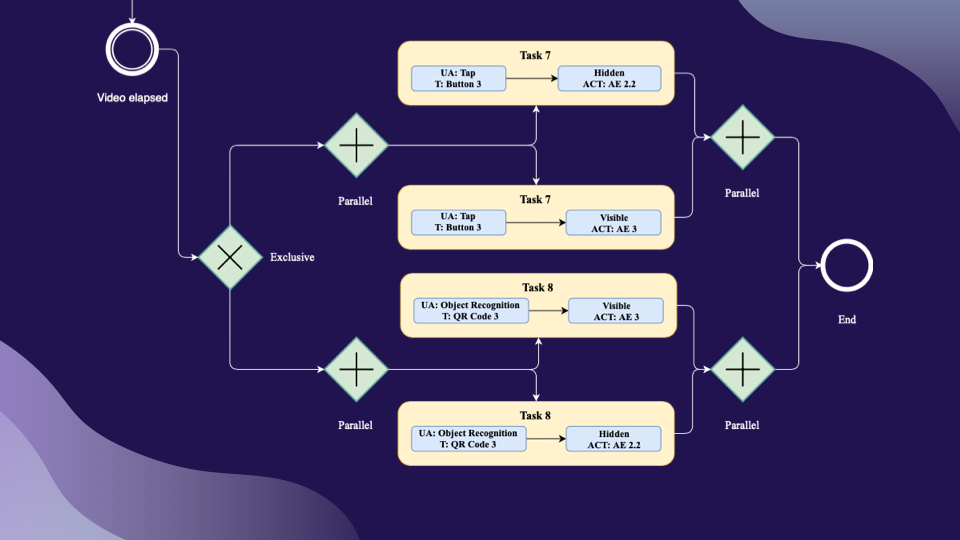 Video elapsed
Task 7
UA: Tap
T: Button 3
Hidden
ACT: AE 2.2
Parallel
Parallel
Task 7
UA: Tap
T: Button 3
Visible
ACT: AE 3
Exclusive
Task 8
UA: Object Recognition
T: QR Code 3
Visible
ACT: AE 3
End
Parallel
Parallel
Task 8
UA: Object Recognition
T: QR Code 3
Hidden
ACT: AE 2.2